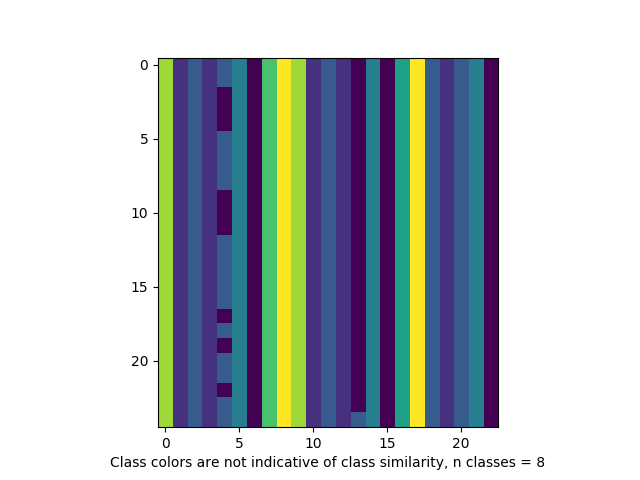 0
5
10
15
20
0 5 10 15 20
Class colors are not indicative of class similarity, n classes = 8